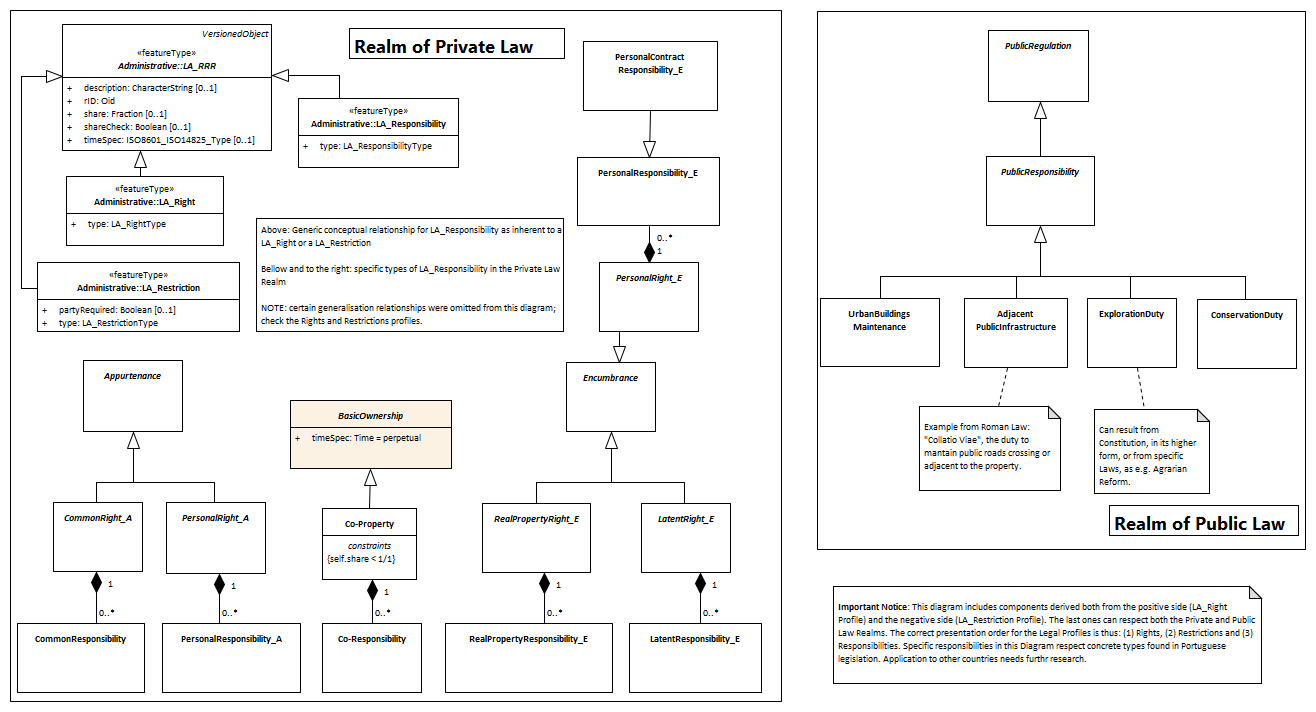 VersionedObject
«featureType»
Administrative::LA_RRR
+ description: CharacterString [0..1]
+ rID: Oid
+ share: Fraction [0..1]
+ shareCheck: Boolean [0..1]
+ timeSpec: ISO8601_ISO14825_Type [0..1]
Realm of Private Law
«featureType»
Administrative::LA_Responsibility
+ type: LA_ResponsibilityType
PersonalContract
Responsibility_E
PersonalResponsibility_E
0..*
1
PersonalRight_E
«featureType»
Administrative::LA_Right
+ type: LA_RightType
«featureType»
Administrative::LA_Restriction
+ partyRequired: Boolean [0..1]
+ type: LA_RestrictionType
Above: Generic conceptual relationship for LA_Responsibility as inherent to a
LA_Right or a LA_Restriction
Bellow and to the right: specific types of LA_Responsibility in the Private Law
Realm
NOTE: certain generalisation relationships were omitted from this diagram;
check the Rights and Restrictions profiles.
Appurtenance
BasicOwnership
+ timeSpec: Time = perpetual
Encumbrance
CommonRight_A
PersonalRight_A
Co-Property
constraints
{self.share < 1/1}
RealPropertyRight_E
LatentRight_E
1
0..*
1
0..*
1
0..*
1
0..*
1
0..*
CommonResponsibility
PersonalResponsibility_A
Co-Responsibility
RealPropertyResponsibility_E
LatentResponsibility_E
PublicRegulation
PublicResponsibility
UrbanBuildings
Maintenance
Adjacent
PublicInfrastructure
ExplorationDuty
ConservationDuty
Example from Roman Law:
"Collatio Viae", the duty to
mantain public roads crossing or
adjacent to the property.
Can result from
Constitution, in its higher
form, or from specific
Laws, as e.g. Agrarian
Reform.
Realm of Public Law
Important Notice: This diagram includes components derived both from the positive side (LA_Right
Profile) and the negative side (LA_Restriction Profile). The last ones can respect both the Private and Public
Law Realms. The correct presentation order for the Legal Profiles is thus: (1) Rights, (2) Restrictions and (3)
Responsibilities. Specific responsibilities in this Diagram respect concrete types found in Portuguese
legislation. Application to other countries needs furthr research.